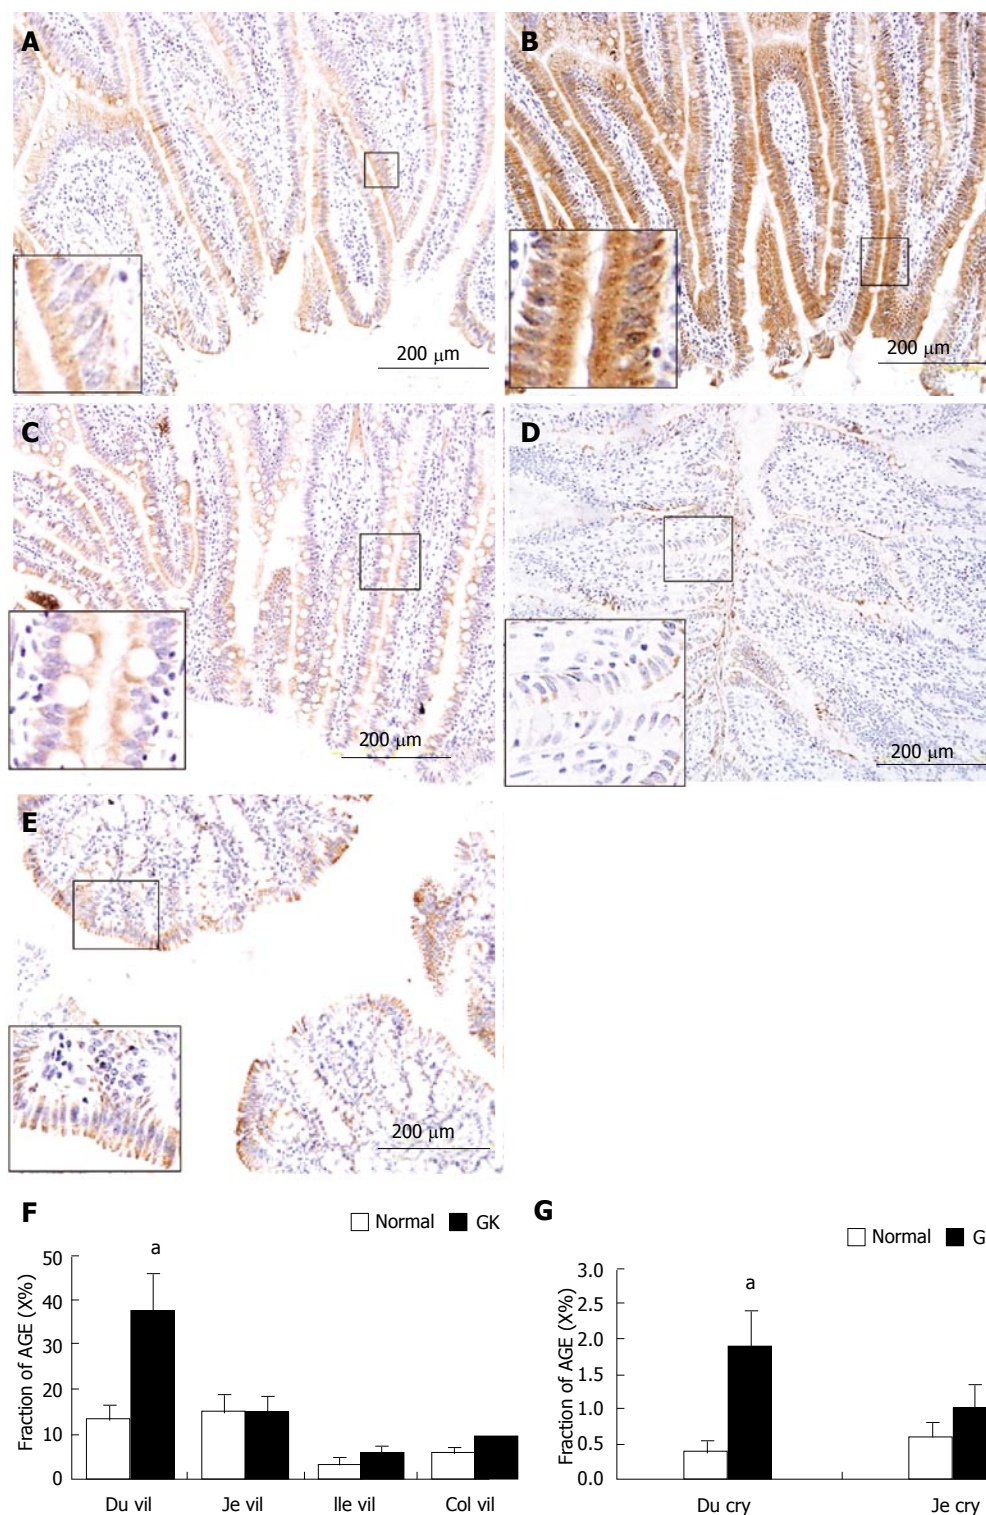 A
200 μm
B
200 μm
C
200 μm
D
200 μm
E
200 μm
F
Normal GK
Fraction of AGE (X%)
50
40
30
20
10
0
a
Du vil Je vil Ile vil Col vil
G
Normal G
Fraction of AGE (X%)
3.0
2.5
2.0
1.5
1.0
0.5
0.0
a
Du cry Je cry